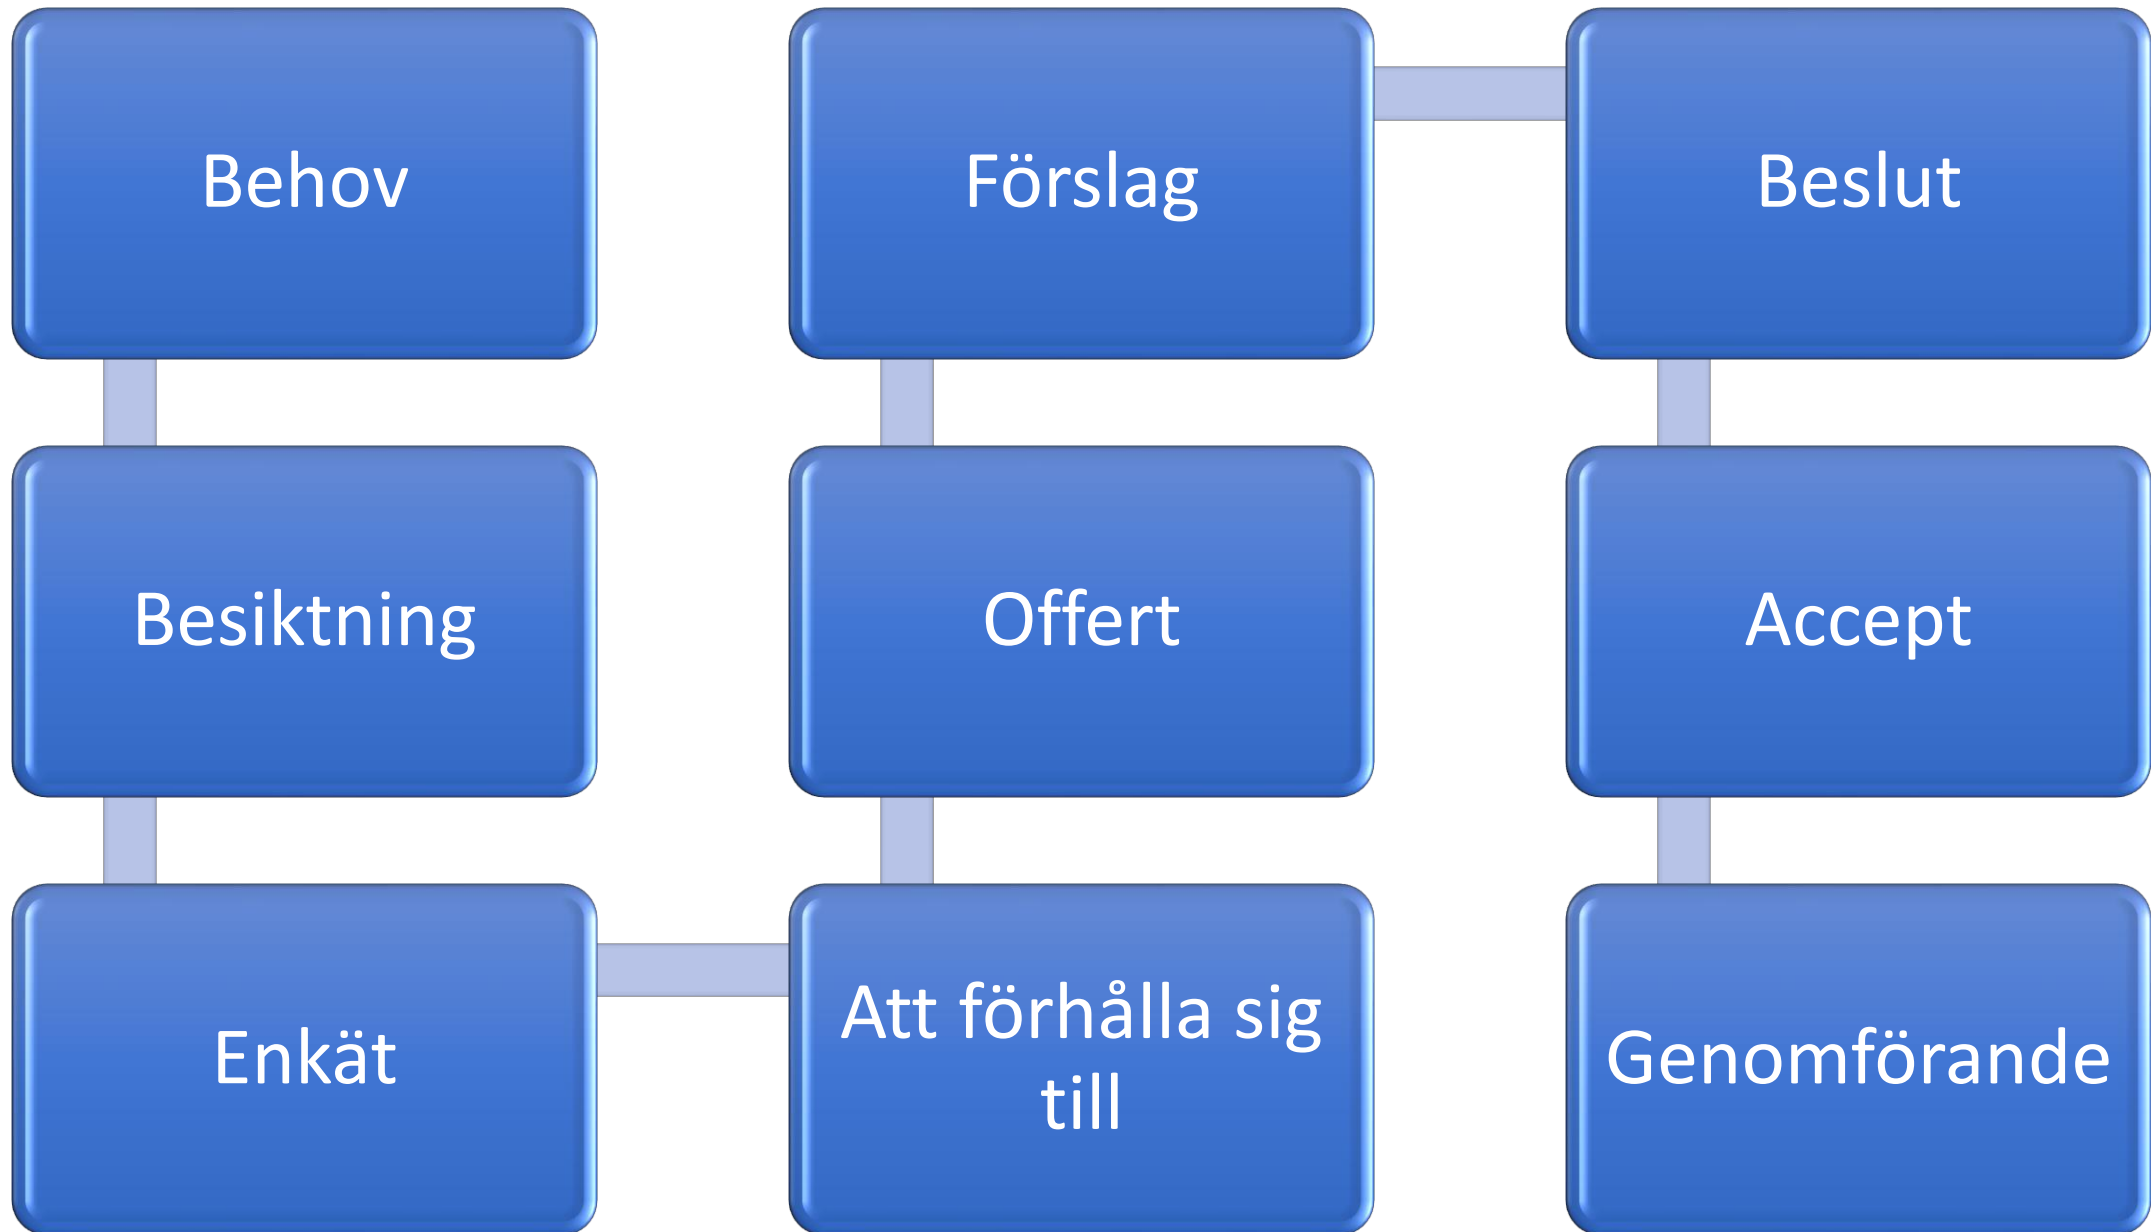 Behov
Besiktning
Enkät
Att förhålla sig
till
Offert
Förslag
Beslut
Accept
Genomförande